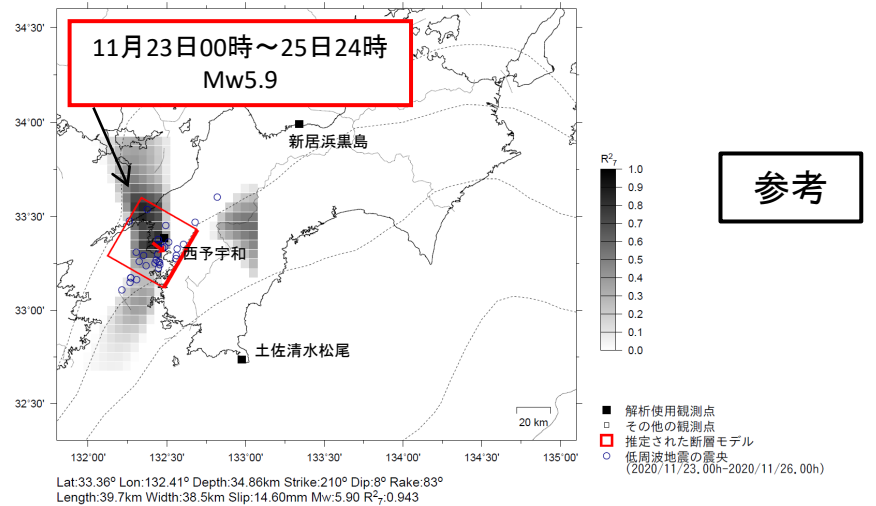 11月23日00時～25日24時
Mw5.9
34°30'
34°00'
33°30'
33°00'
32°30'
132°00'
132°30'
133°00'
133°30'
134°00'
134°30'
135°00'
新居浜黒島
西予宇和
土佐清水松尾
20 km
R²₇
1.0
0.9
0.8
0.7
0.6
0.5
0.4
0.3
0.2
0.1
0.0
参考
解析使用観測点
その他の観測点
推定された断層モデル
低周波地震の震央
(2020/11/23,00h-2020/11/26,00h)
Lat:33.36° Lon:132.41° Depth:34.86km Strike:210° Dip:8° Rake:83°
Length:39.7km Width:38.5km Slip:14.60mm Mw:5.90 R²₇:0.943